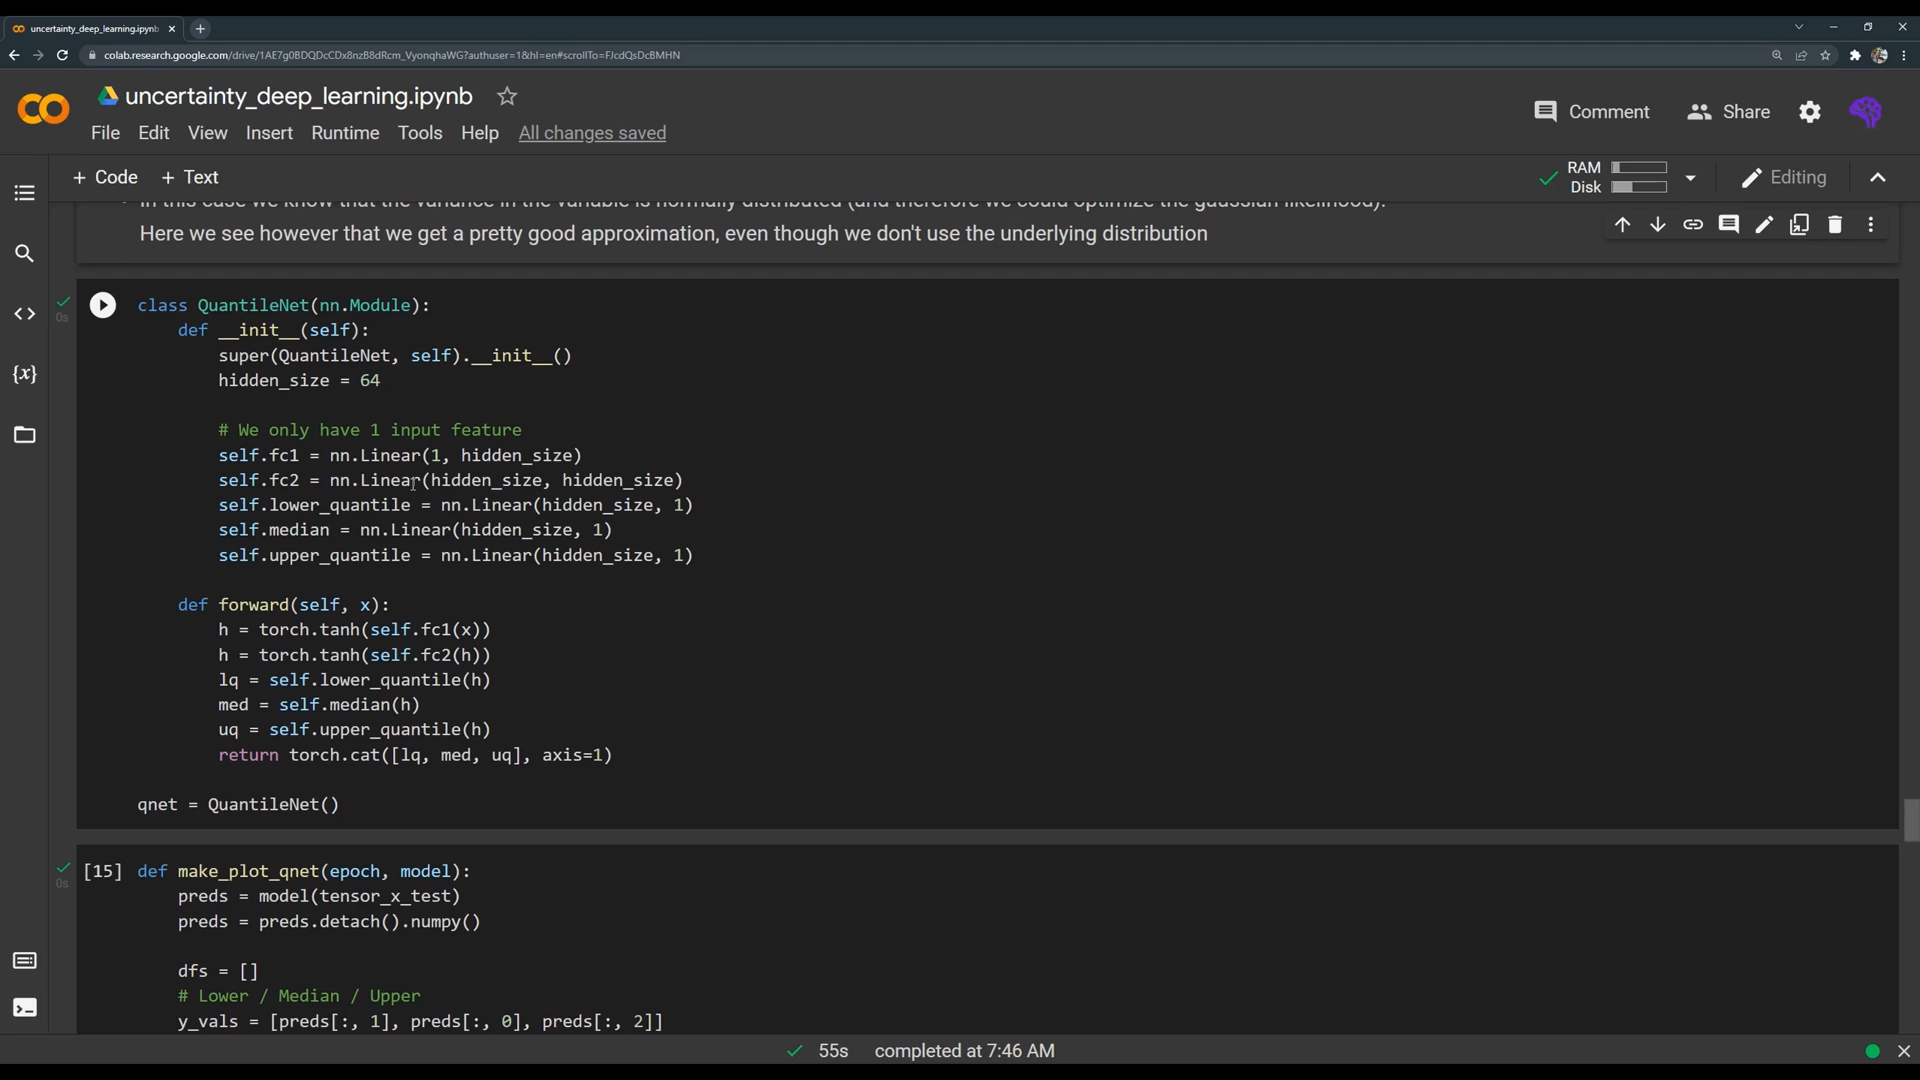 uncertainty_deep_learning.ipynb
colab.research.google.com/drive/1AE7g0BDQDcCDx8nzB8dRcm_VyonqhaWG?authuser=1&hl=en#scrollTo=FJcdQsDcBMHN
uncertainty_deep_learning.ipynb
Comment
Share
File Edit View Insert Runtime Tools Help All changes saved
+ Code + Text
RAM
Disk
Editing
In this case we know that the variance in the variable is normally distributed (and therefore we could optimize the gaussian likelihood).
Here we see however that we get a pretty good approximation, even though we don't use the underlying distribution
0s
class QuantileNet(nn.Module):
def __init__(self):
super(QuantileNet, self).__init__()
hidden_size = 64
# We only have 1 input feature
self.fc1 = nn.Linear(1, hidden_size)
self.fc2 = nn.Linear(hidden_size, hidden_size)
self.lower_quantile = nn.Linear(hidden_size, 1)
self.median = nn.Linear(hidden_size, 1)
self.upper_quantile = nn.Linear(hidden_size, 1)
def forward(self, x):
h = torch.tanh(self.fc1(x))
h = torch.tanh(self.fc2(h))
lq = self.lower_quantile(h)
med = self.median(h)
uq = self.upper_quantile(h)
return torch.cat([lq, med, uq], axis=1)
qnet = QuantileNet()
0s
[15] def make_plot_qnet(epoch, model):
preds = model(tensor_x_test)
preds = preds.detach().numpy()
dfs = []
# Lower / Median / Upper
y_vals = [preds[:, 1], preds[:, 0], preds[:, 2]]
55s completed at 7:46 AM